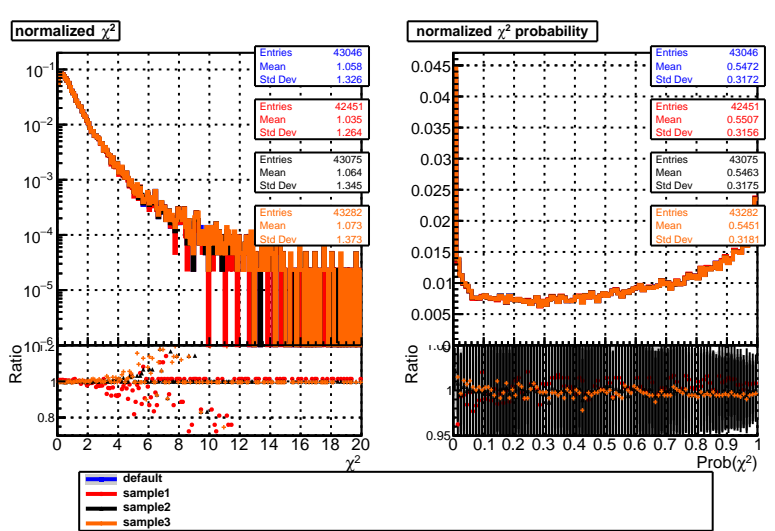 normalized χ²
Entries 43046
Mean 1.058
Std Dev 1.326
Entries 42451
Mean 1.035
Std Dev 1.264
Entries 43075
Mean 1.064
Std Dev 1.345
Entries 43282
Mean 1.073
Std Dev 1.373
10⁻¹
10⁻²
10⁻³
10⁻⁴
10⁻⁵
1.2
1
0.8
Ratio
0 2 4 6 8 10 12 14 16 18 20
χ²
normalized χ² probability
Entries 43046
Mean 0.5472
Std Dev 0.3172
Entries 42451
Mean 0.5507
Std Dev 0.3156
Entries 43075
Mean 0.5463
Std Dev 0.3175
Entries 43282
Mean 0.5451
Std Dev 0.3181
0.045
0.04
0.035
0.03
0.025
0.02
0.015
0.01
0.005
1
0.95
Ratio
0 0.1 0.2 0.3 0.4 0.5 0.6 0.7 0.8 0.9 1
Prob(χ²)
default
sample1
sample2
sample3